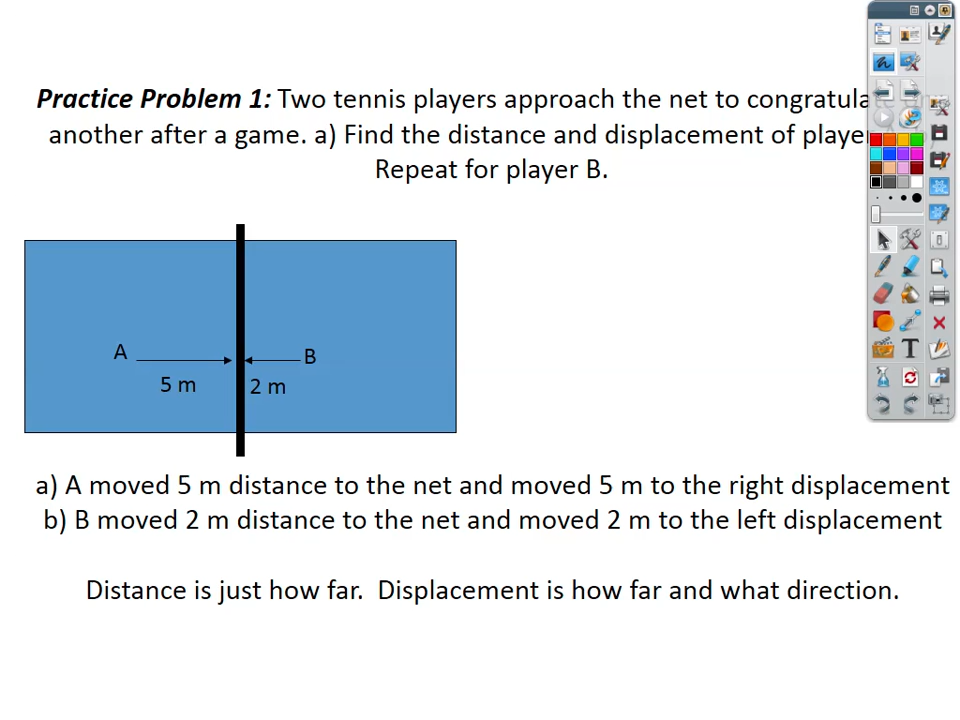 Practice Problem 1: Two tennis players approach the net to congratula
another after a game. a) Find the distance and displacement of player
Repeat for player B.
A
B
5 m
2 m
a) A moved 5 m distance to the net and moved 5 m to the right displacement
b) B moved 2 m distance to the net and moved 2 m to the left displacement
Distance is just how far. Displacement is how far and what direction.